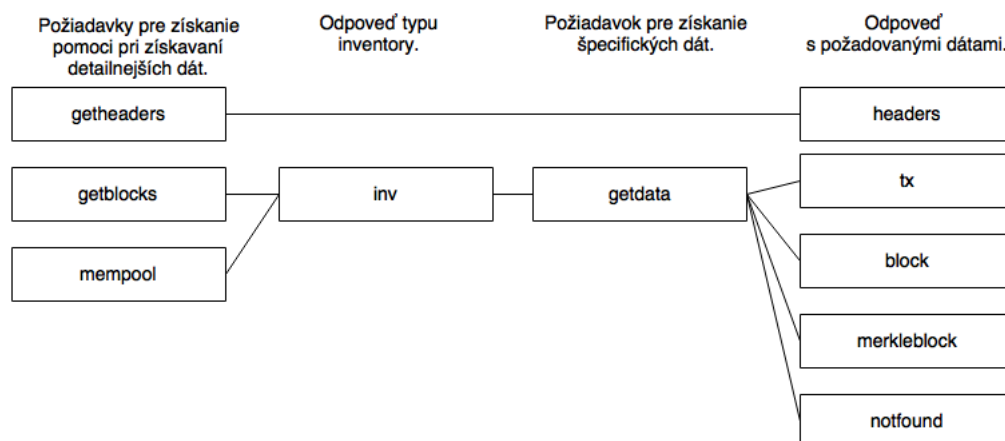 Požiadavky pre získanie
pomoci pri získavaní
detailnejších dát.
Odpoveď typu
inventory.
Požiadavok pre získanie
špecifických dát.
Odpoveď
s požadovanými dátami.
getheaders
headers
getblocks
inv
getdata
tx
mempool
block
merkleblock
notfound